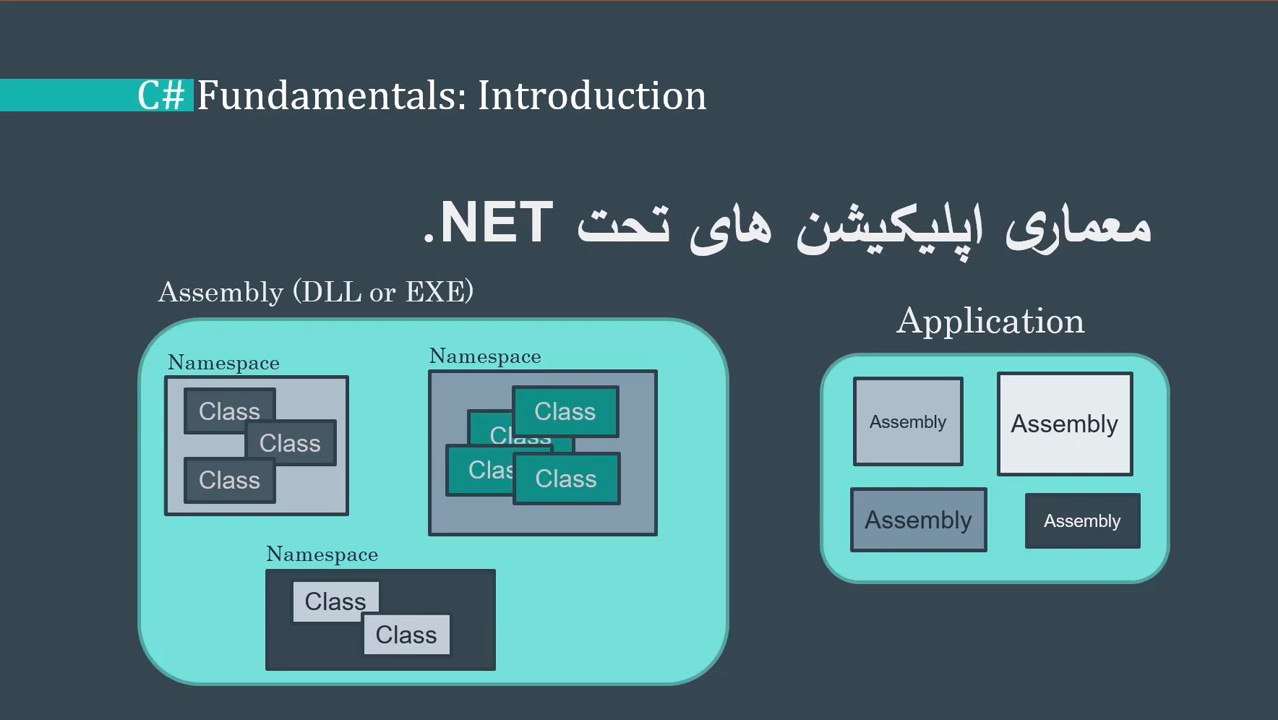 C# Fundamentals: Introduction
معماری اپلیکیشن های تحت NET.
Assembly (DLL or EXE)
Namespace
Class
Class
Class
Namespace
Class
Class
Class
Class
Namespace
Class
Class
Application
Assembly
Assembly
Assembly
Assembly